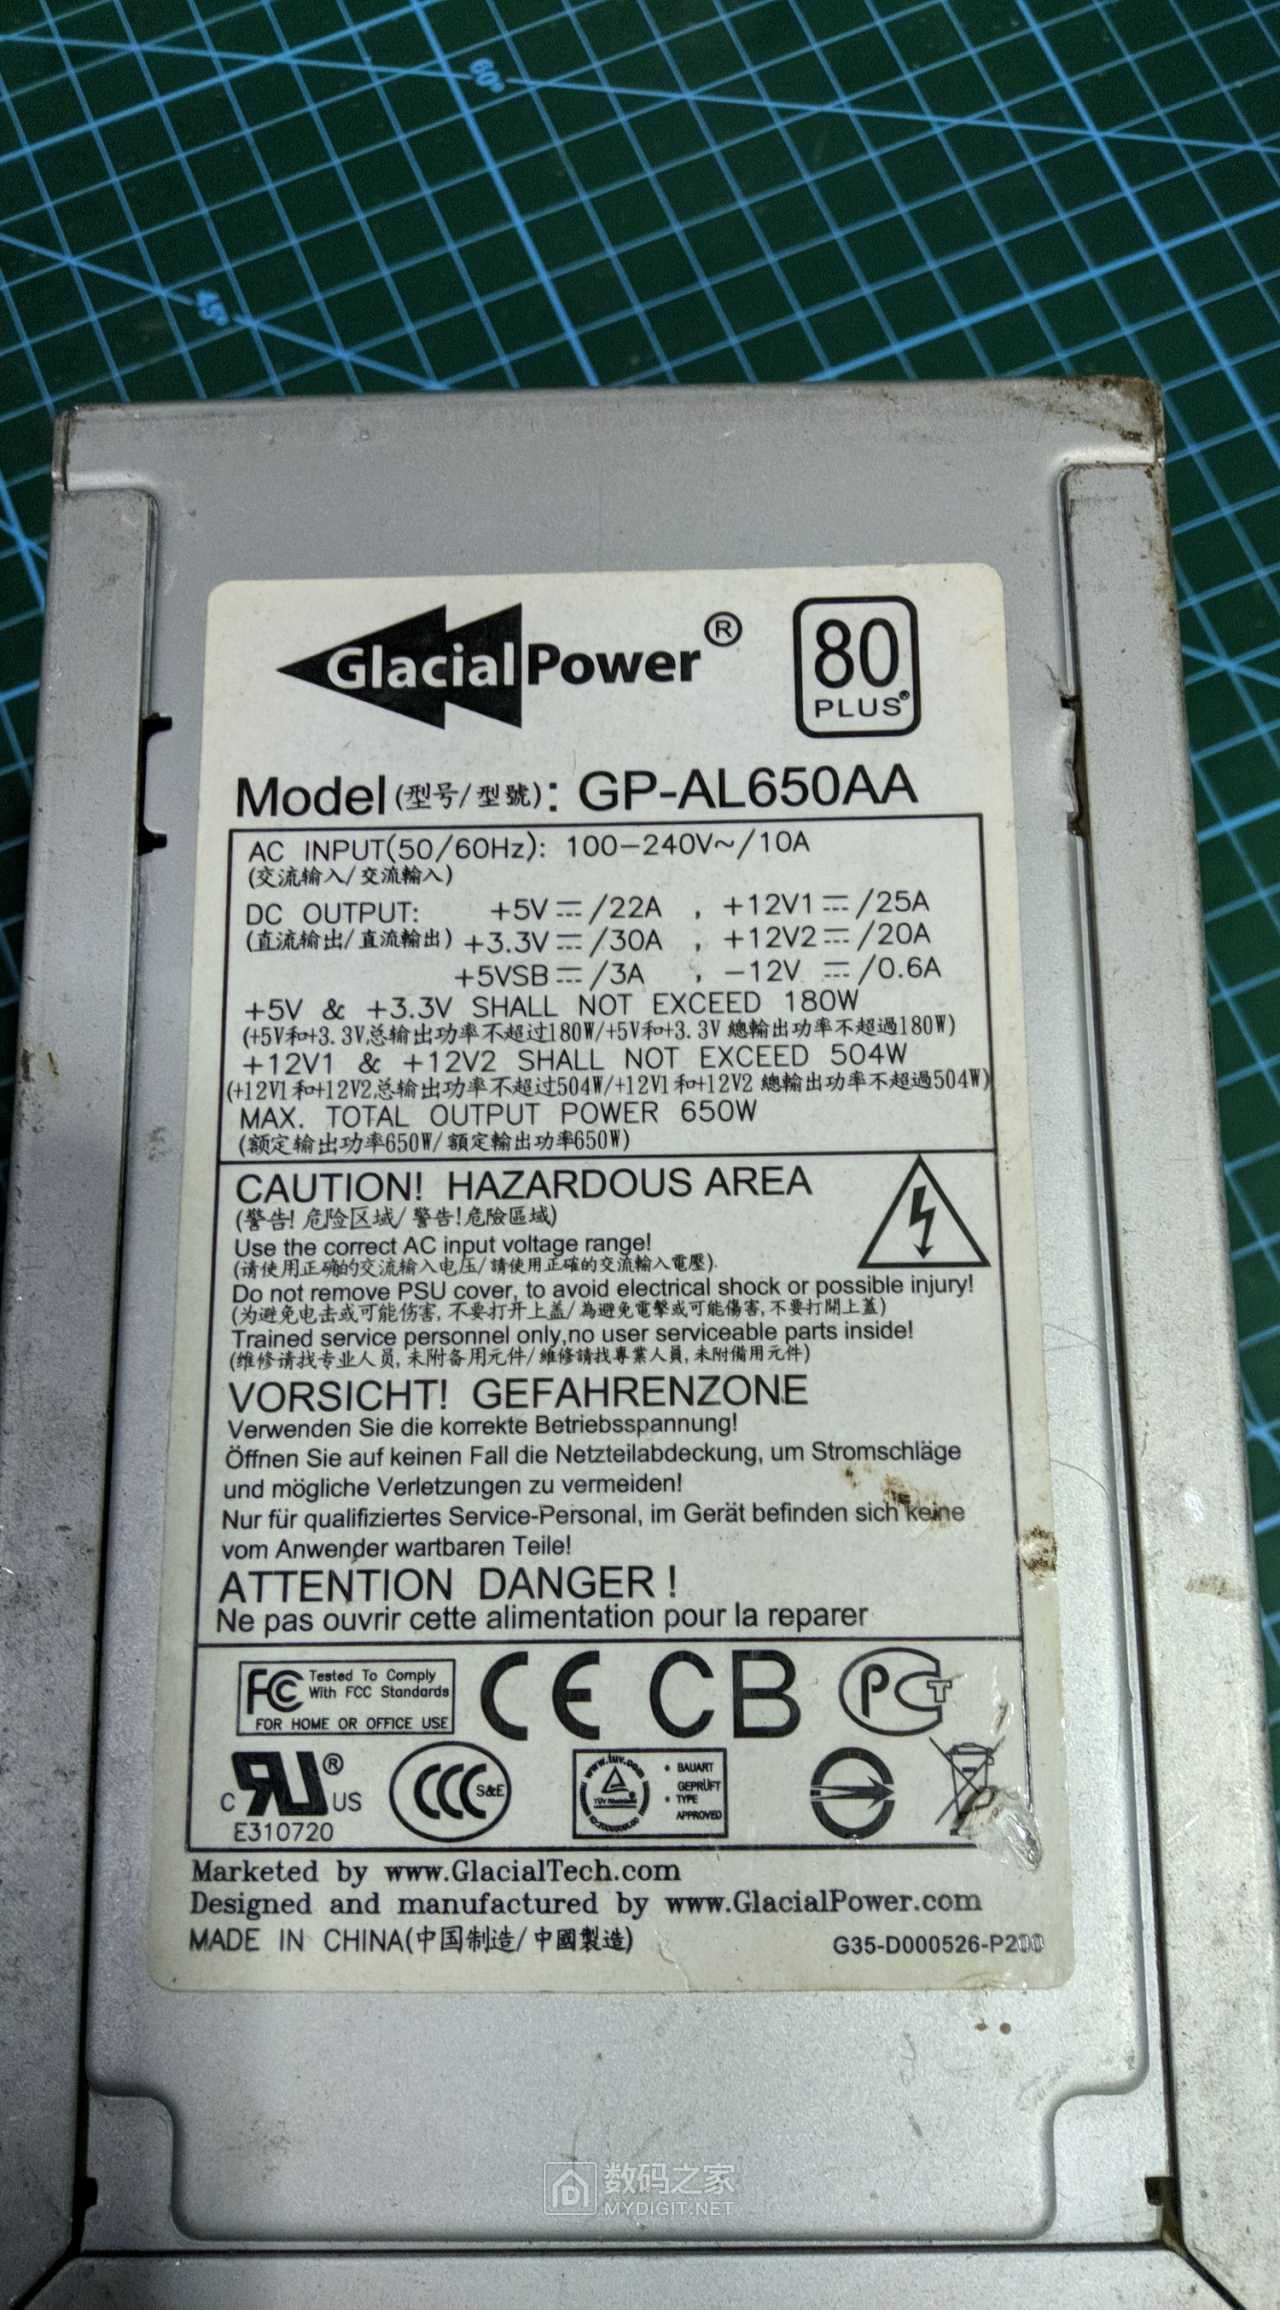 60°
45°
GlacialPower®
80
PLUS®
Model(型号/型號): GP-AL650AA
AC INPUT(50/60Hz): 100-240V~/10A
(交流输入/交流輸入)
DC OUTPUT: +5V⎓/22A , +12V1⎓/25A
(直流输出/直流輸出) +3.3V⎓/30A , +12V2⎓/20A
+5VSB⎓/3A , -12V ⎓/0.6A
+5V & +3.3V SHALL NOT EXCEED 180W
(+5V和+3.3V总输出功率不超过180W/+5V和+3.3V 總輸出功率不超過180W)
+12V1 & +12V2 SHALL NOT EXCEED 504W
(+12V1和+12V2总输出功率不超过504W/+12V1和+12V2 總輸出功率不超過504W)
MAX. TOTAL OUTPUT POWER 650W
(额定输出功率650W/額定輸出功率650W)
CAUTION! HAZARDOUS AREA
(警告! 危险区域/ 警告!危險區域)
Use the correct AC input voltage range!
(请使用正确的交流输入电压/請使用正確的交流輸入電壓).
Do not remove PSU cover, to avoid electrical shock or possible injury!
(为避免电击或可能伤害, 不要打开上盖/ 為避免電擊或可能傷害, 不要打開上蓋)
Trained service personnel only,no user serviceable parts inside!
(维修请找专业人员, 未附备用元件/ 維修請找專業人員, 未附備用元件)
VORSICHT! GEFAHRENZONE
Verwenden Sie die korrekte Betriebsspannung!
Öffnen Sie auf keinen Fall die Netzteilabdeckung, um Stromschläge
und mögliche Verletzungen zu vermeiden!
Nur für qualifiziertes Service-Personal, im Gerät befinden sich keine
vom Anwender wartbaren Teile!
ATTENTION DANGER !
Ne pas ouvrir cette alimentation pour la reparer
FC Tested To Comply
With FCC Standards
FOR HOME OR OFFICE USE
CE CB PCT
c RU® US
E310720
CCC S&E
www.tuv.com
TÜV Rheinland
• BAUART
GEPRÜFT
• TYPE
APPROVED
Marketed by www.GlacialTech.com
Designed and manufactured by www.GlacialPower.com
MADE IN CHINA(中国制造/ 中國製造)
G35-D000526-P200
数码之家
MYDIGIT.NET